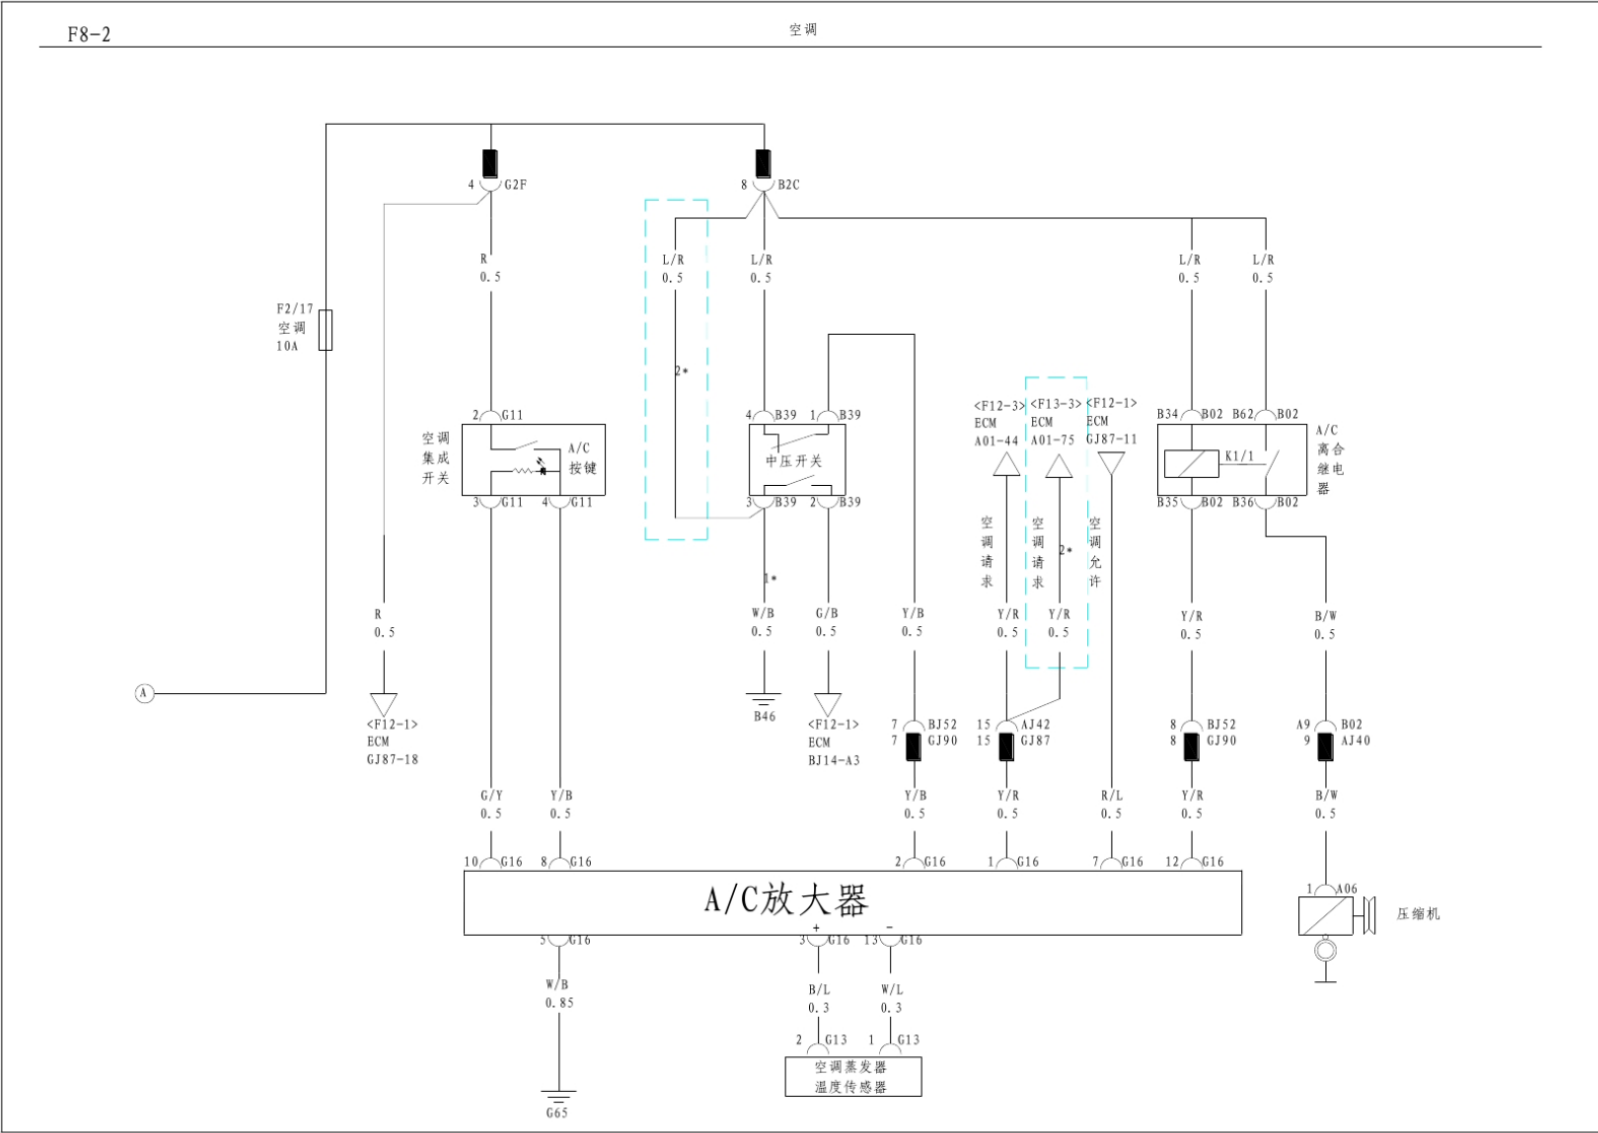 F8-2
空调
4 G2F
8 B2C
R
0.5
L/R
0.5
L/R
0.5
L/R
0.5
L/R
0.5
F2/17
空调
10A
2*
2 G11
4 B39
1 B39
<F12-3>
ECM
A01-44
<F13-3>
ECM
A01-75
<F12-1>
ECM
GJ87-11
B34 B02
B62 B02
空调
集成
开关
A/C
按键
中压开关
K1/1
A/C
离合
继电
器
3 G11
4 G11
3 B39
2 B39
B35 B02
B36 B02
空调请求
空调请求
2*
空调允许
1*
R
0.5
W/B
0.5
G/B
0.5
Y/B
0.5
Y/R
0.5
Y/R
0.5
Y/R
0.5
B/W
0.5
A
<F12-1>
ECM
GJ87-18
B46
<F12-1>
ECM
BJ14-A3
7 BJ52
7 GJ90
15 AJ42
15 GJ87
8 BJ52
8 GJ90
A9 B02
9 AJ40
G/Y
0.5
Y/B
0.5
Y/B
0.5
Y/R
0.5
R/L
0.5
Y/R
0.5
B/W
0.5
10 G16
8 G16
2 G16
1 G16
7 G16
12 G16
A/C放大器
1 A06
压缩机
+
-
5 G16
3 G16
13 G16
W/B
0.85
B/L
0.3
W/L
0.3
2 G13
1 G13
空调蒸发器
温度传感器
G65